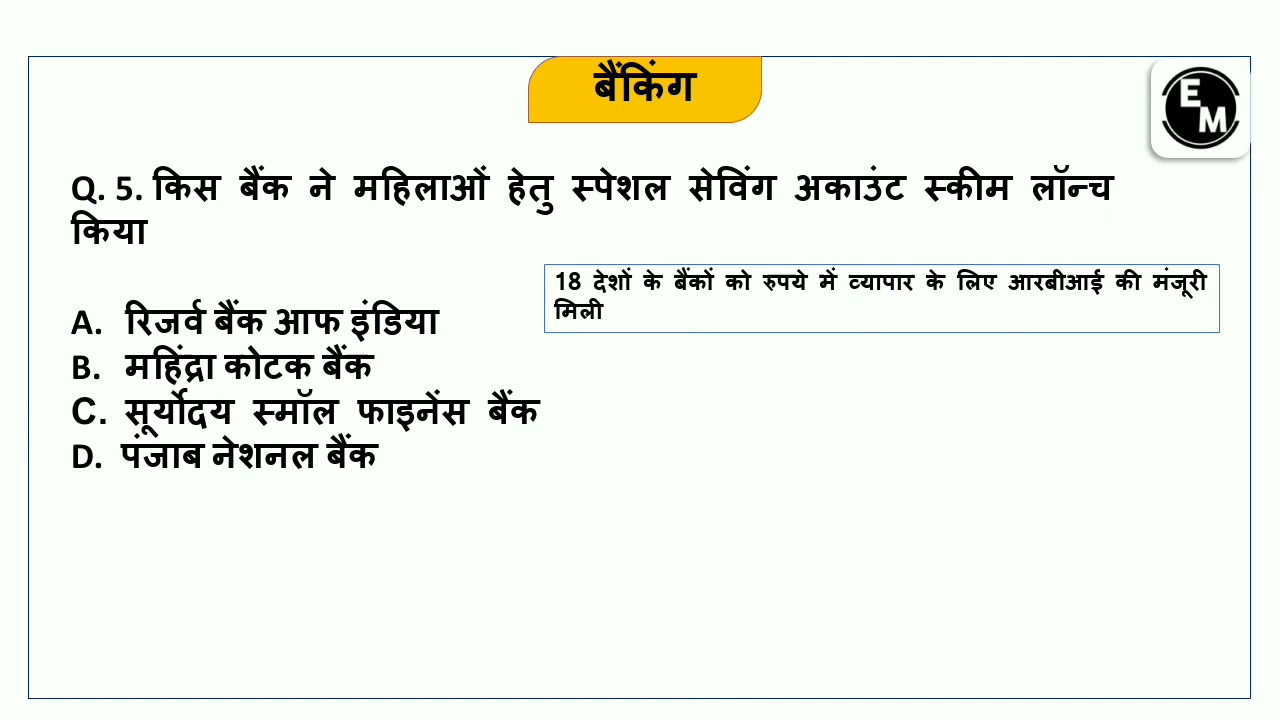 बैंकिंग
E
M
Q. 5. किस बैंक ने महिलाओं हेतु स्पेशल सेविंग अकाउंट स्कीम लॉन्च
किया
18 देशों के बैंकों को रुपये में व्यापार के लिए आरबीआई की मंजूरी
मिली
A. रिजर्व बैंक आफ इंडिया
B. महिंद्रा कोटक बैंक
C. सूर्योदय स्मॉल फाइनेंस बैंक
D. पंजाब नेशनल बैंक